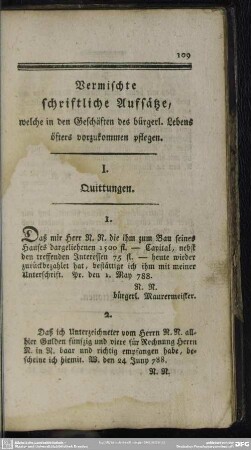 109
Vermischte
schriftliche Aufsätze,
welche in den Geschäften des bürgerl. Lebens
öfters vorzukommen pflegen.
I.
Quittungen.
1.
Daß mir Herr N. N. die ihm zum Bau seines
Hauses dargeliehenen 1500 fl. — Capital, nebst
den treffenden Interessen 75 fl. — heute wieder
zurückbezahlet hat, bestättige ich ihm mit meiner
Unterschrift. Pr. den 1. May 788.
N. N.
bürgerl. Maurermeister.
2.
Daß ich Unterzeichneter vom Herrn N. N. all-
hier Gulden fünfzig und viere für Rechnung Herrn
N. in N. baar und richtig empfangen habe, be-
scheine ich hiemit. W. den 24 Juny 788.
N. N.